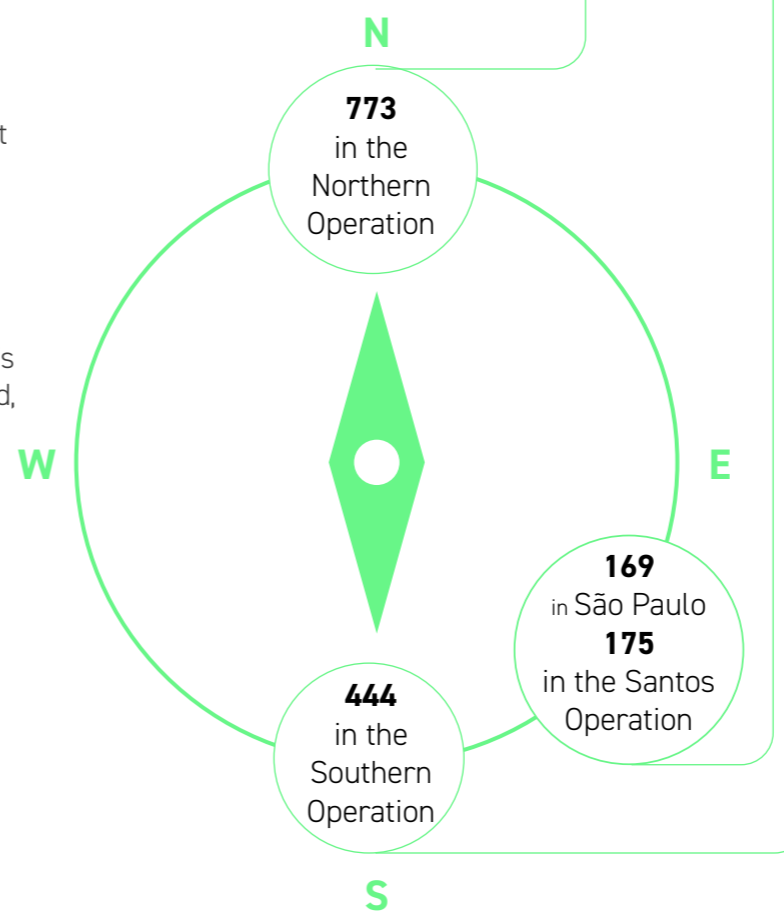 N
773
in the
Northern
Operation
t
s
d,
W
E
169
in São Paulo
175
in the Santos
Operation
444
in the
Southern
Operation
S